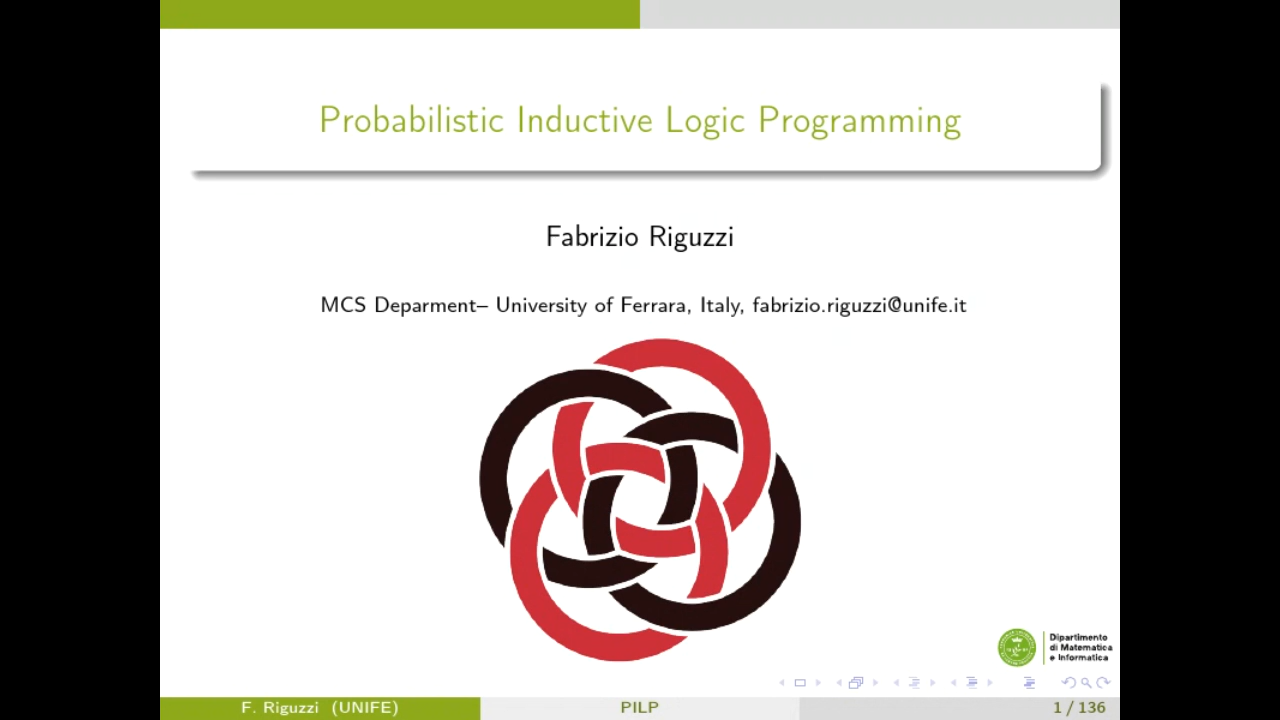 Probabilistic Inductive Logic Programming
Fabrizio Riguzzi
MCS Deparment– University of Ferrara, Italy, fabrizio.riguzzi@unife.it
Dipartimento
di Matematica
e Informatica
F. Riguzzi (UNIFE) PILP 1 / 136